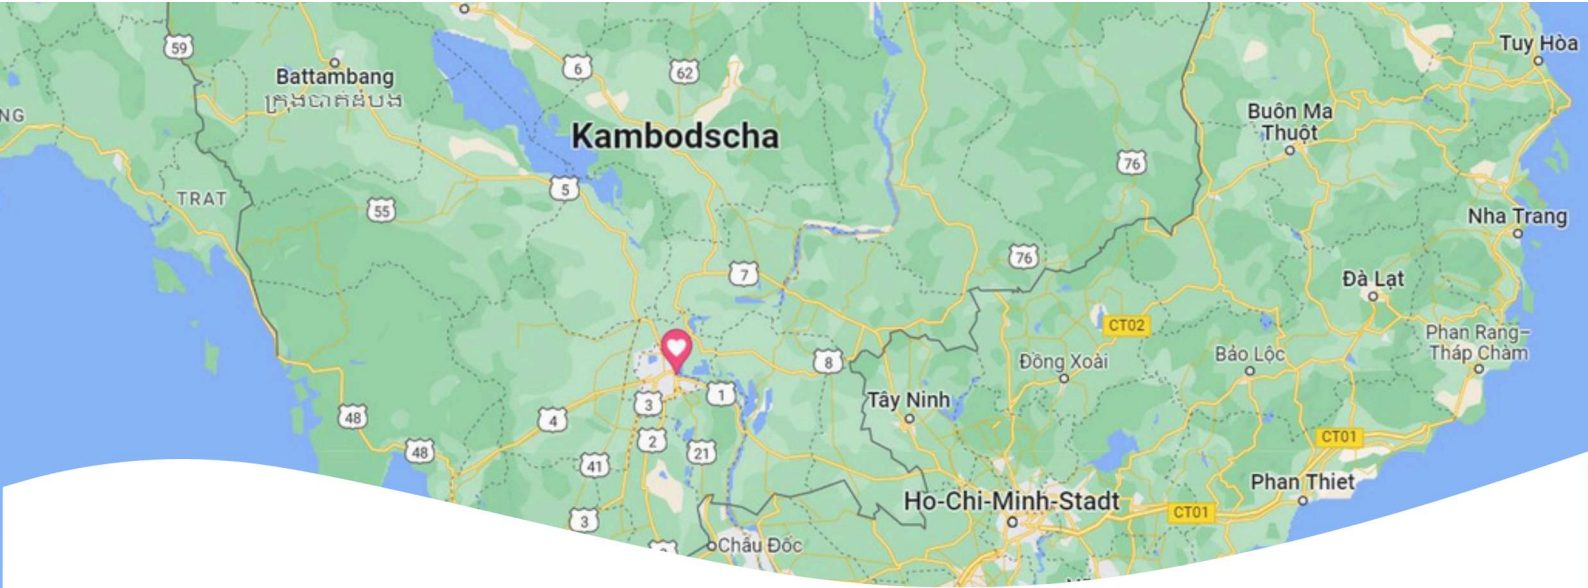 59
6
62
Tuy Hòa
Battambang
ក្រុងបាត់ដំបង
NG
Buôn Ma
Thuột
Kambodscha
76
5
TRAT
55
Nha Trang
76
7
Đà Lạt
CT02
Phan Rang–
Tháp Chàm
Đồng Xoài
Bảo Lộc
8
1
3
Tây Ninh
48
4
2
CT01
48
21
41
Phan Thiet
Ho-Chi-Minh-Stadt
CT01
3
Châu Đốc